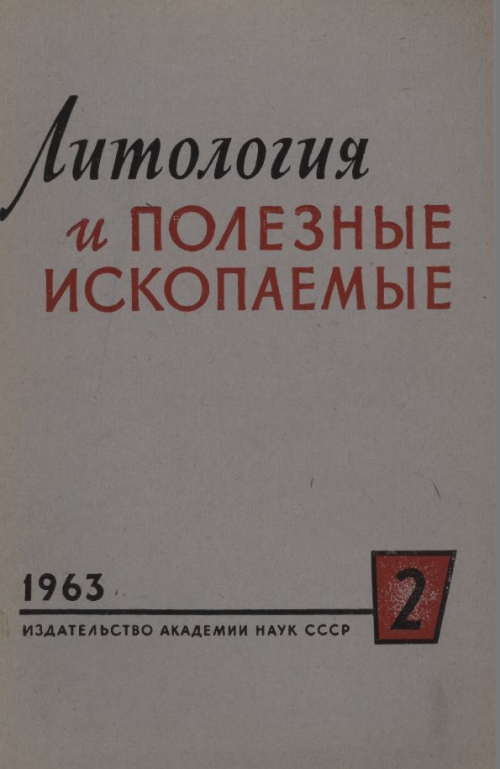 Литология
и ПОЛЕЗНЫЕ
ИСКОПАЕМЫЕ
1963
2
ИЗДАТЕЛЬСТВО АКАДЕМИИ НАУК СССР